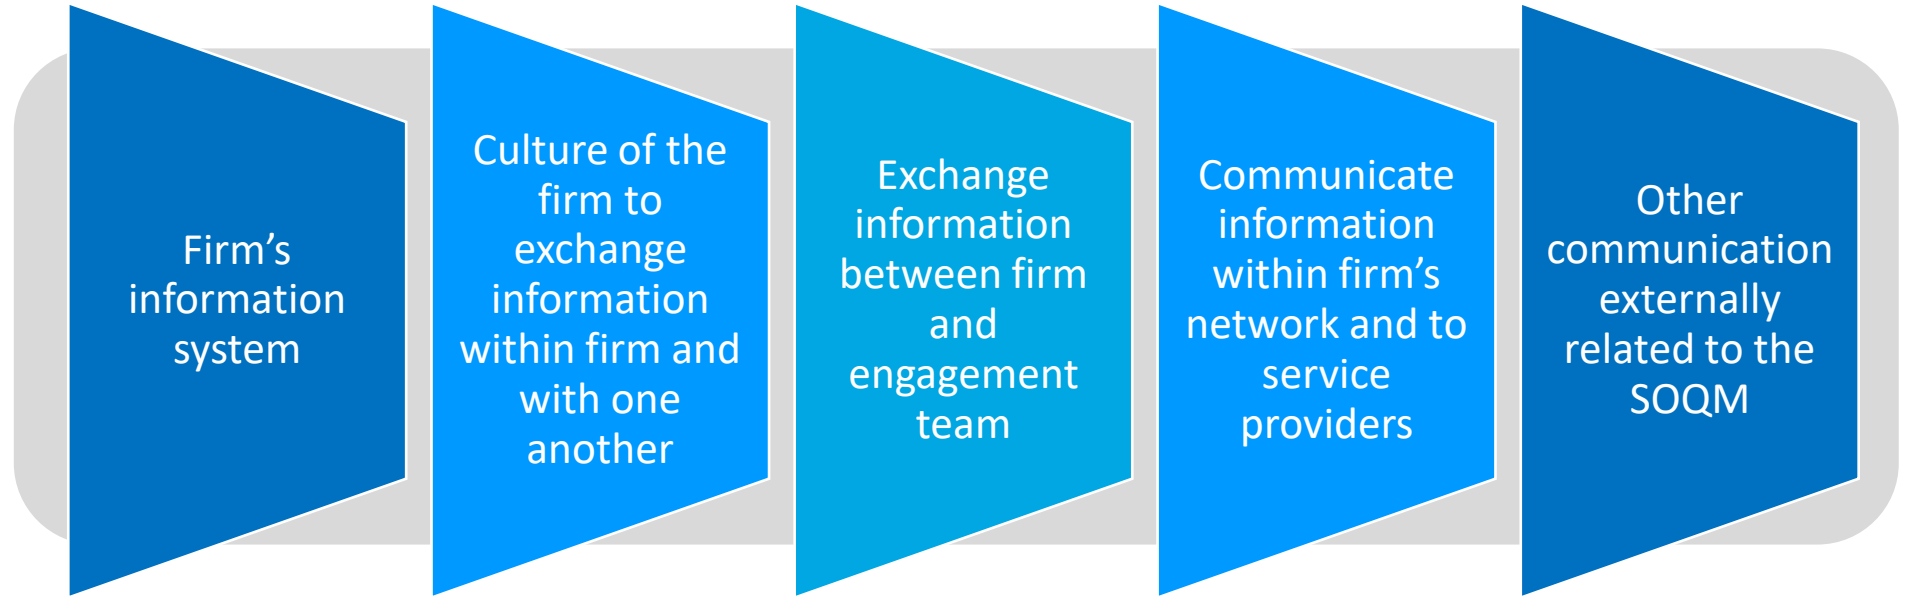 Firm’s
information
system
Culture of the
firm to
exchange
information
within firm and
with one
another
Exchange
information
between firm
and
engagement
team
Communicate
information
within firm’s
network and to
service
providers
Other
communication
externally
related to the
SOQM